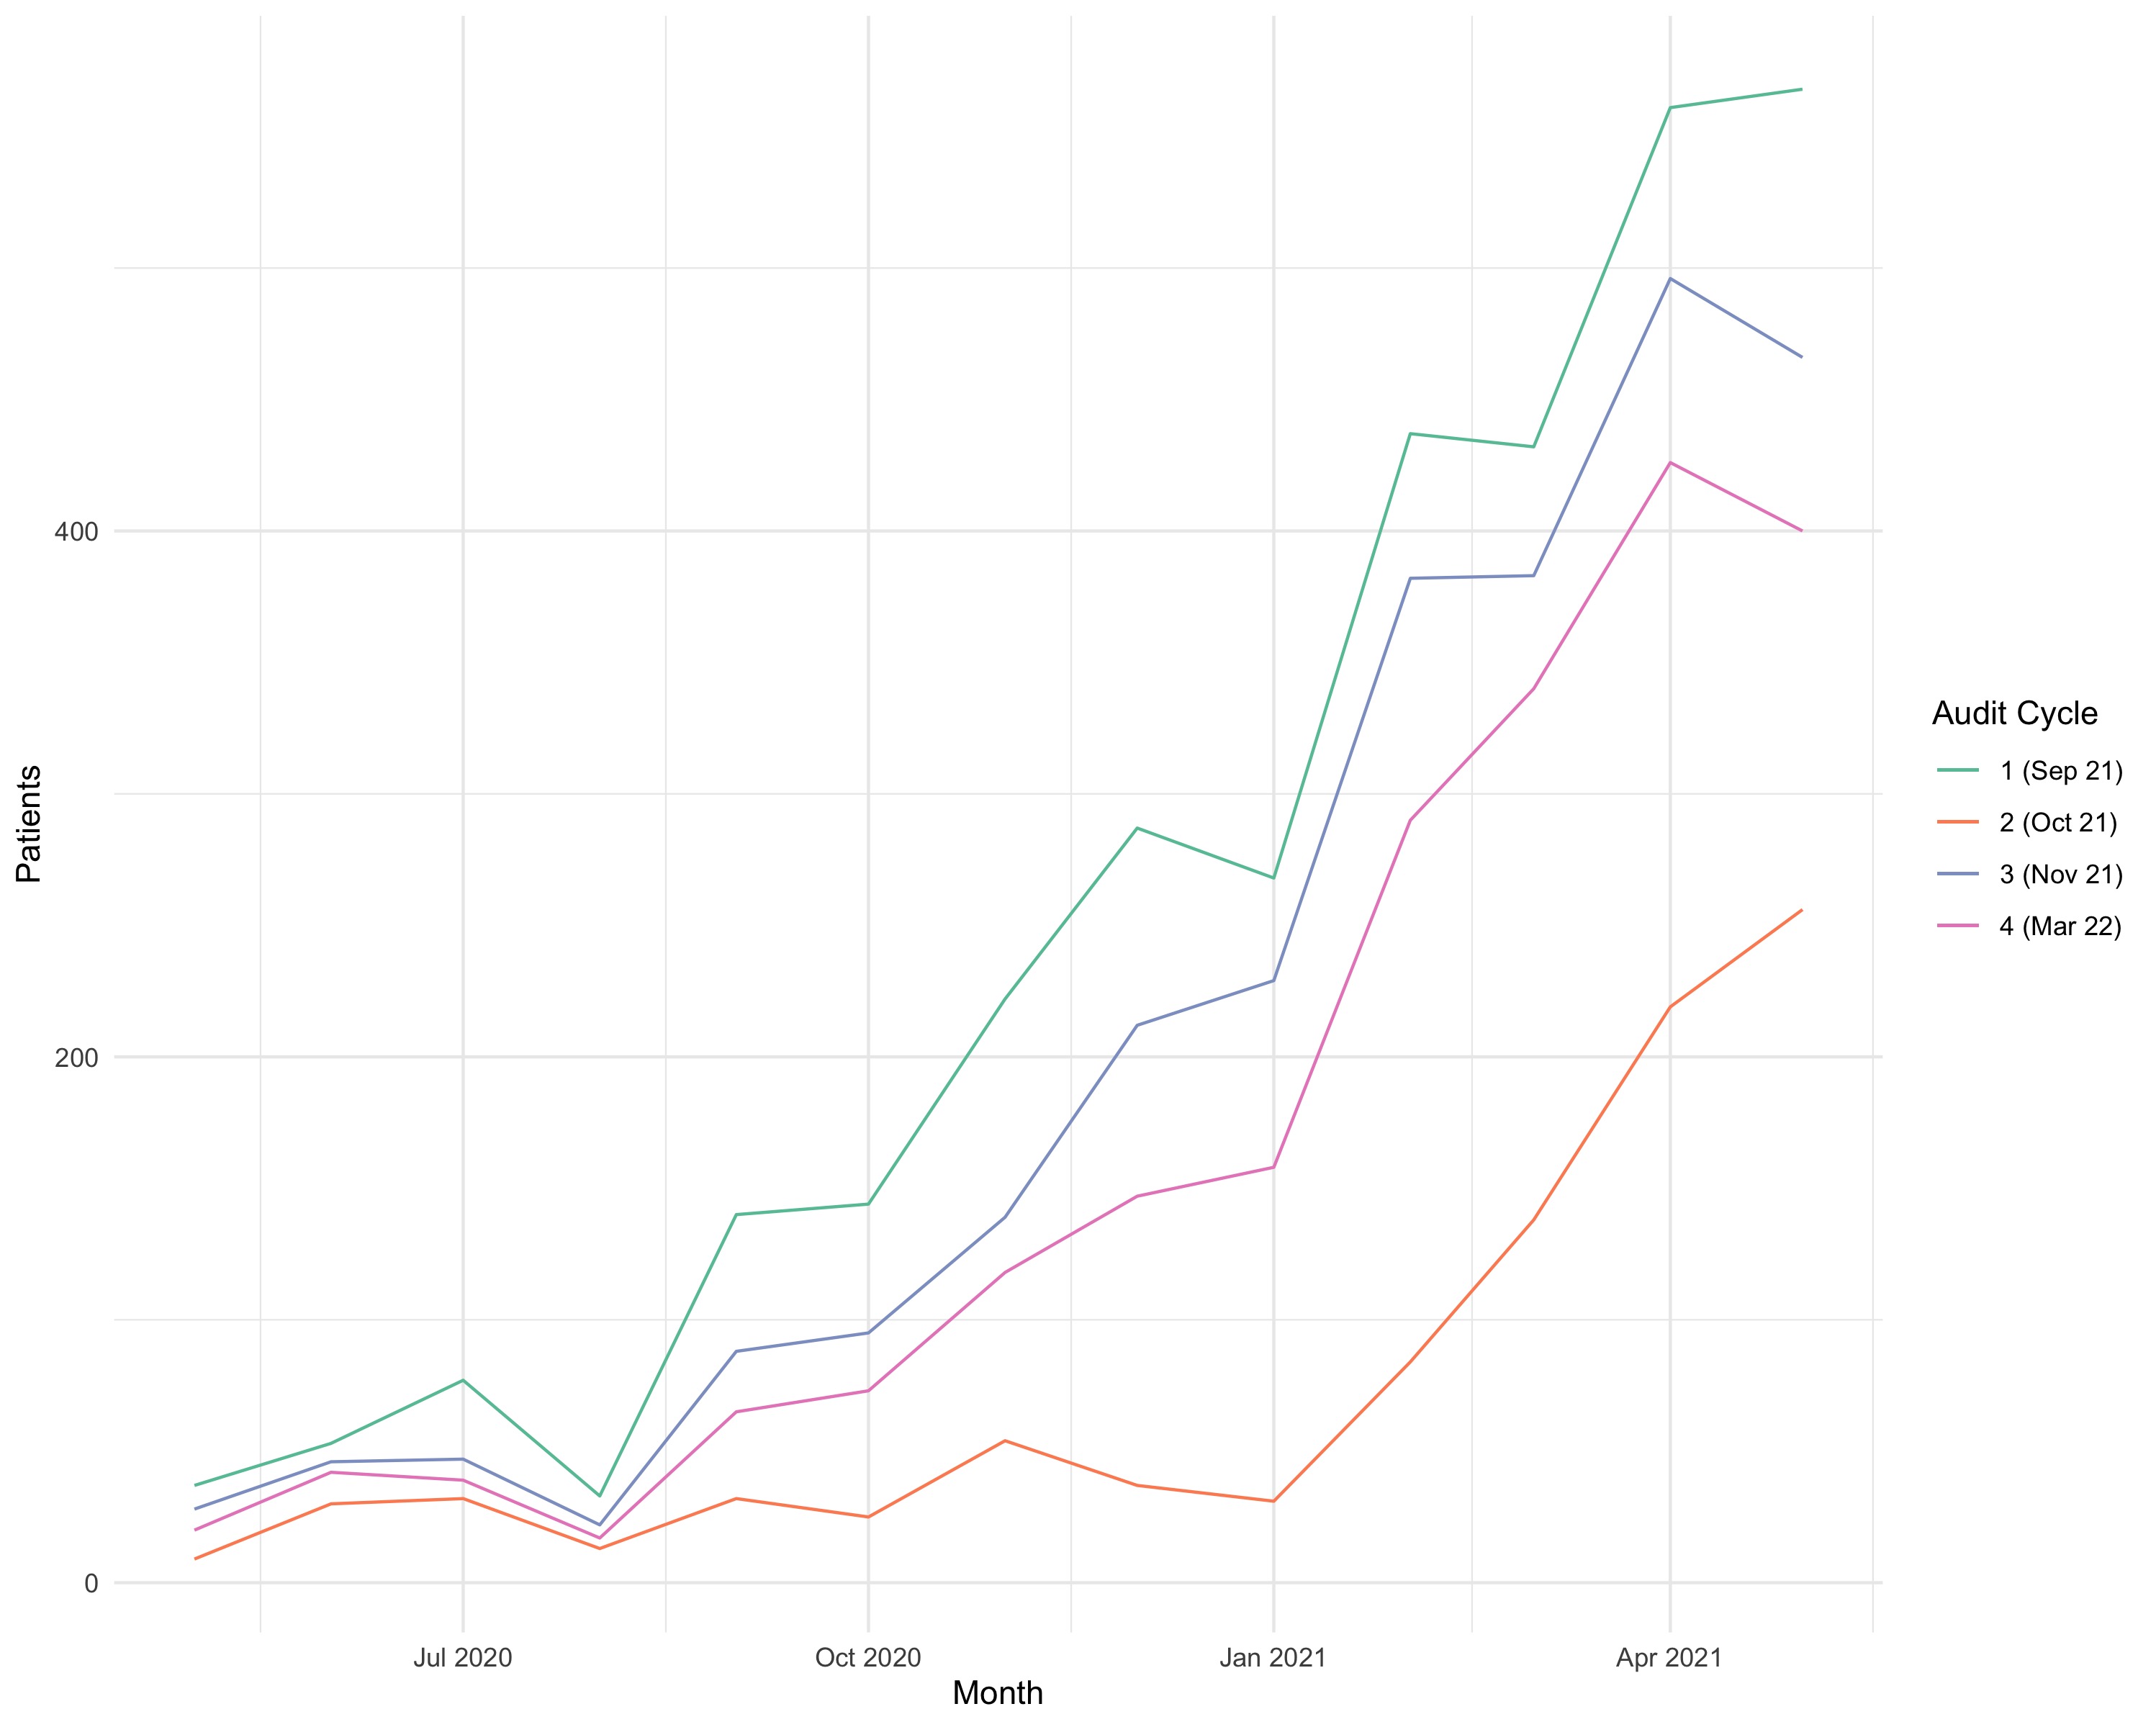 Patients
400
200
0
Jul 2020
Oct 2020
Jan 2021
Apr 2021
Month
Audit Cycle
1 (Sep 21)
2 (Oct 21)
3 (Nov 21)
4 (Mar 22)